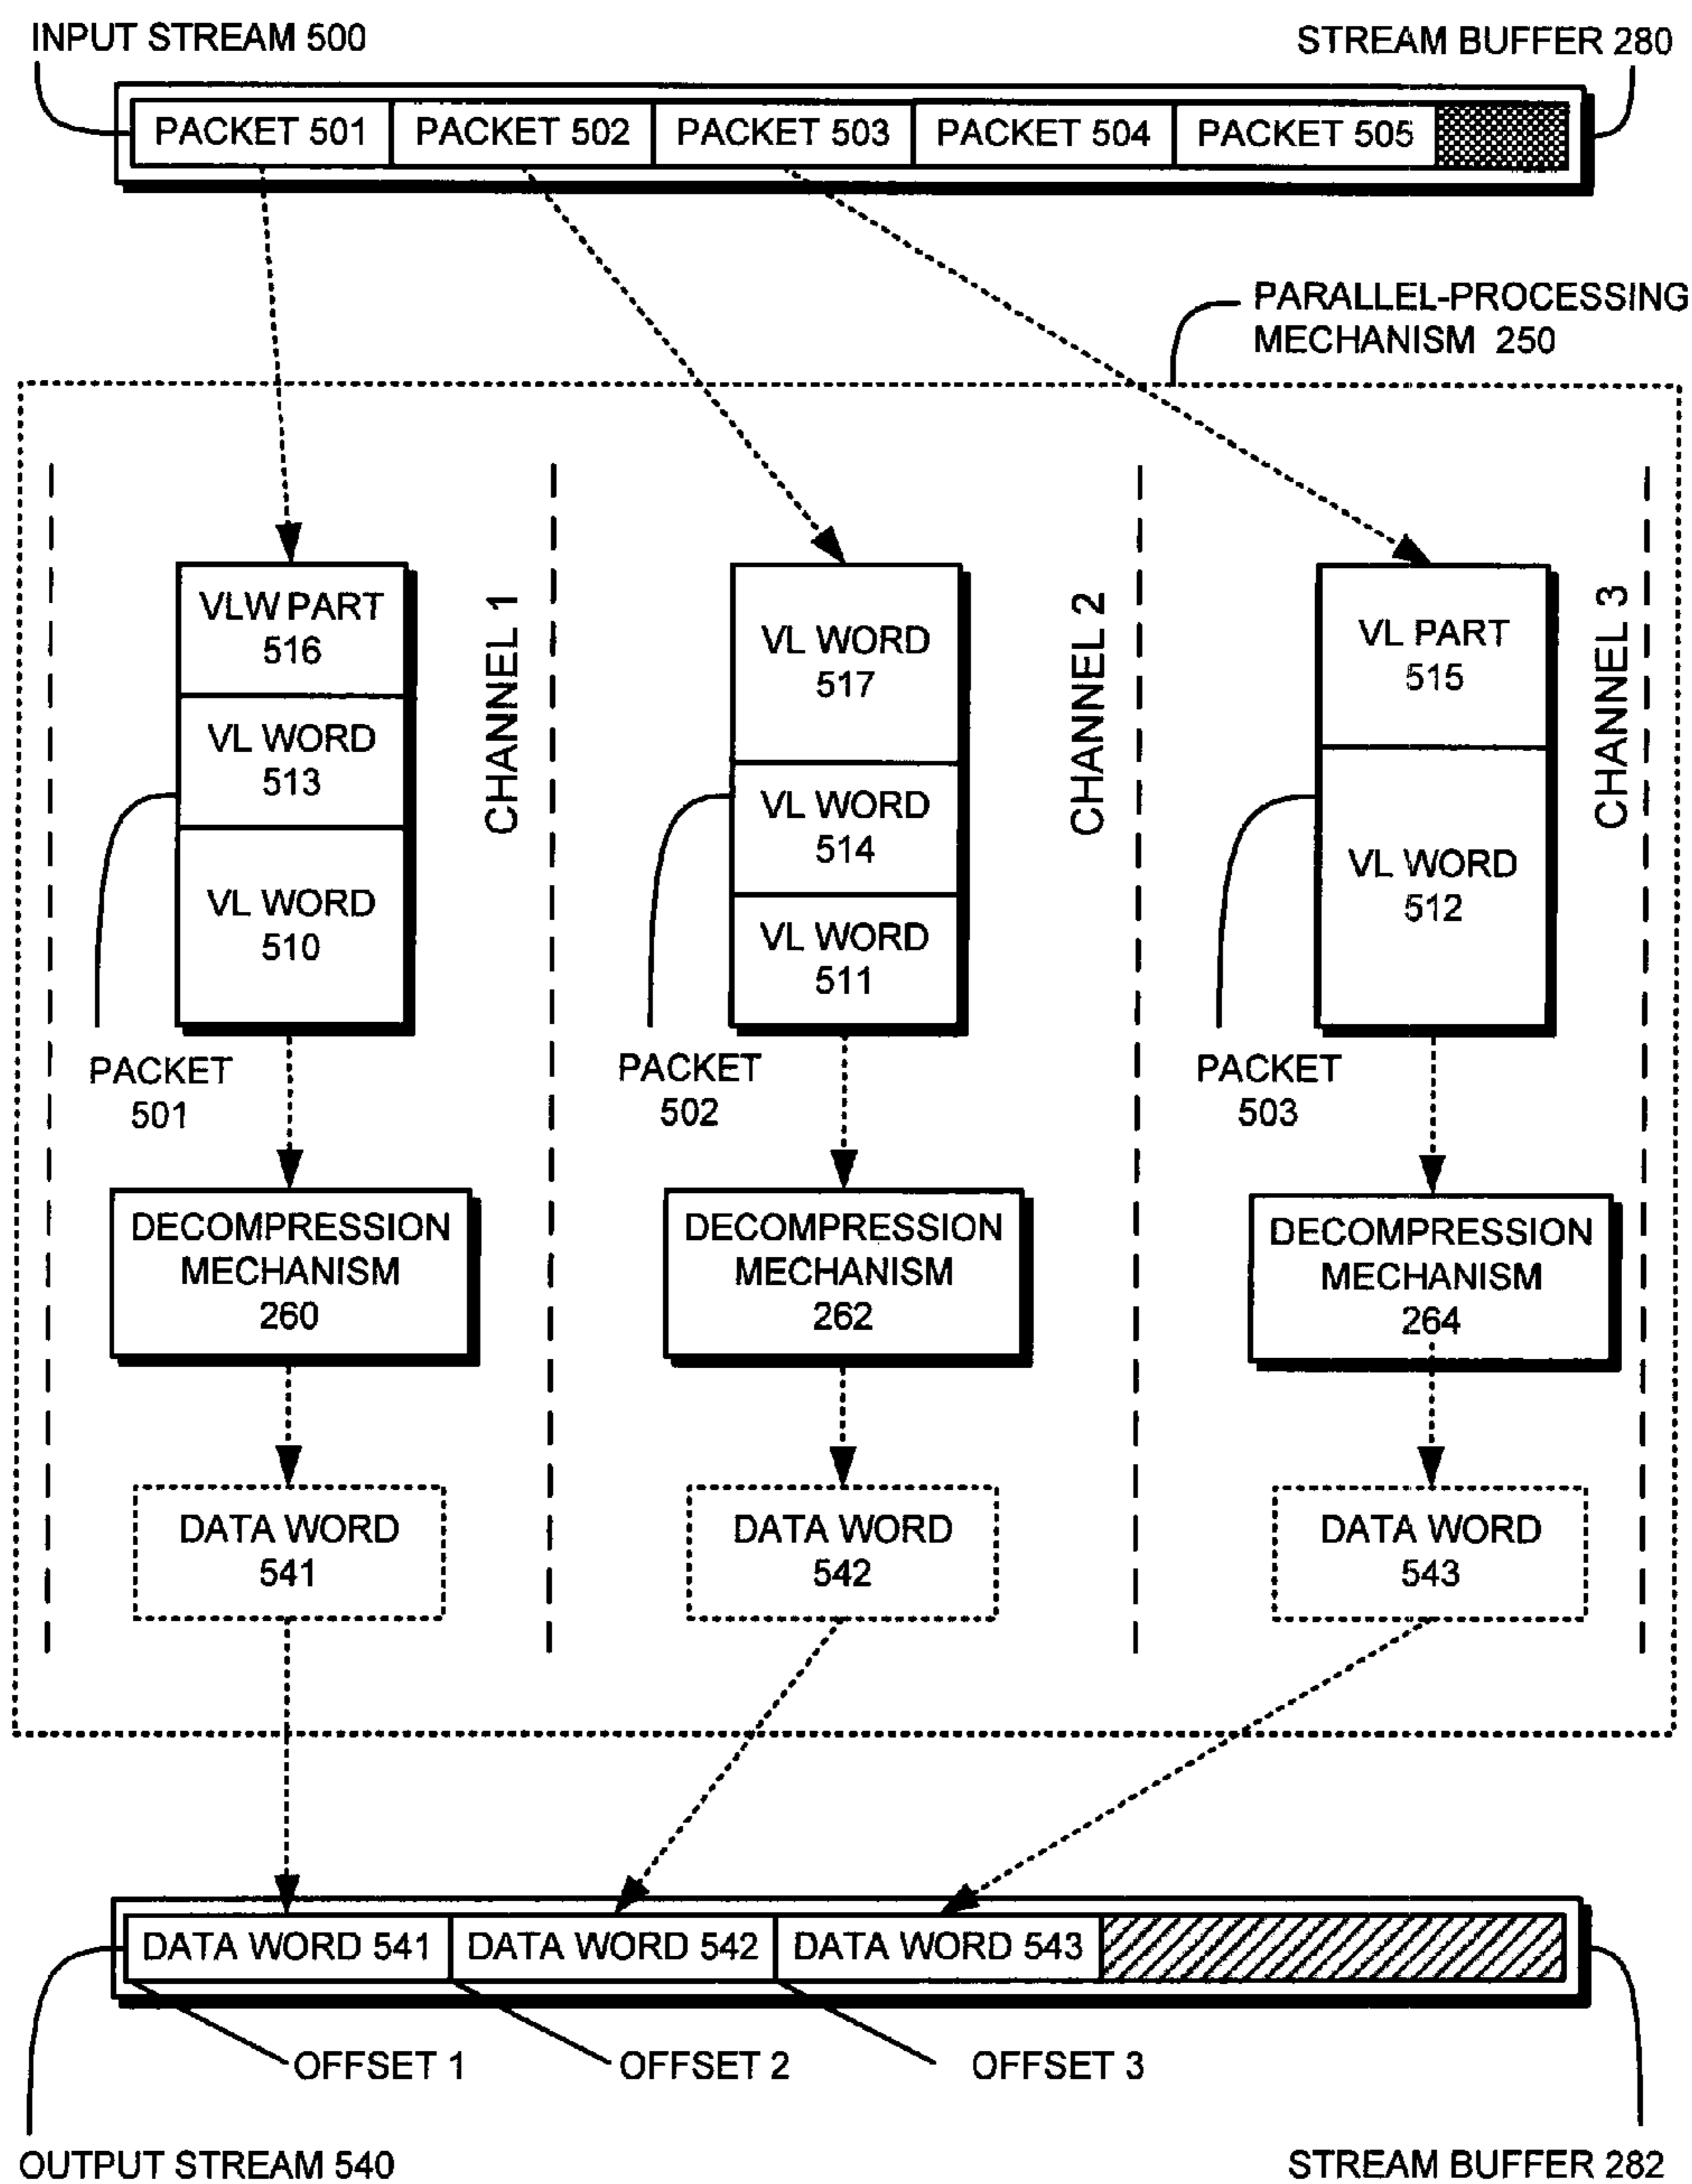 INPUT STREAM 500
STREAM BUFFER 280
PACKET 501
PACKET 502
PACKET 503
PACKET 504
PACKET 505
PARALLEL-PROCESSING
MECHANISM 250
VLW PART
516
VL WORD
513
VL WORD
510
CHANNEL 1
PACKET
501
DECOMPRESSION
MECHANISM
260
DATA WORD
541
VL WORD
517
VL WORD
514
VL WORD
511
CHANNEL 2
PACKET
502
DECOMPRESSION
MECHANISM
262
DATA WORD
542
VL PART
515
VL WORD
512
CHANNEL 3
PACKET
503
DECOMPRESSION
MECHANISM
264
DATA WORD
543
DATA WORD 541
DATA WORD 542
DATA WORD 543
OFFSET 1
OFFSET 2
OFFSET 3
OUTPUT STREAM 540
STREAM BUFFER 282